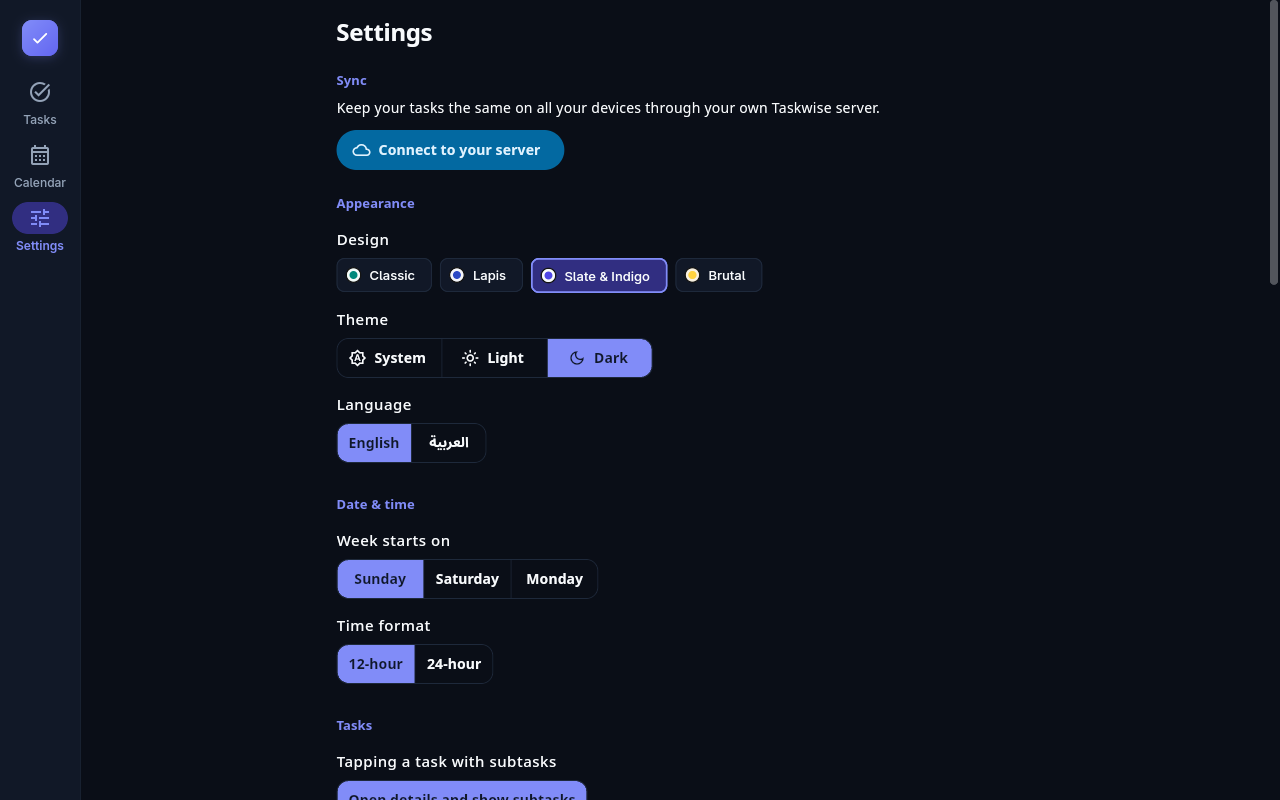 Settings
Sync
Keep your tasks the same on all your devices through your own Taskwise server.
Connect to your server
Tasks
Calendar
Settings
Appearance
Design
Classic Lapis Slate & Indigo Brutal
Theme
System Light Dark
Language
English العربية
Date & time
Week starts on
Sunday Saturday Monday
Time format
12-hour 24-hour
Tasks
Tapping a task with subtasks
Open details and show subtasks